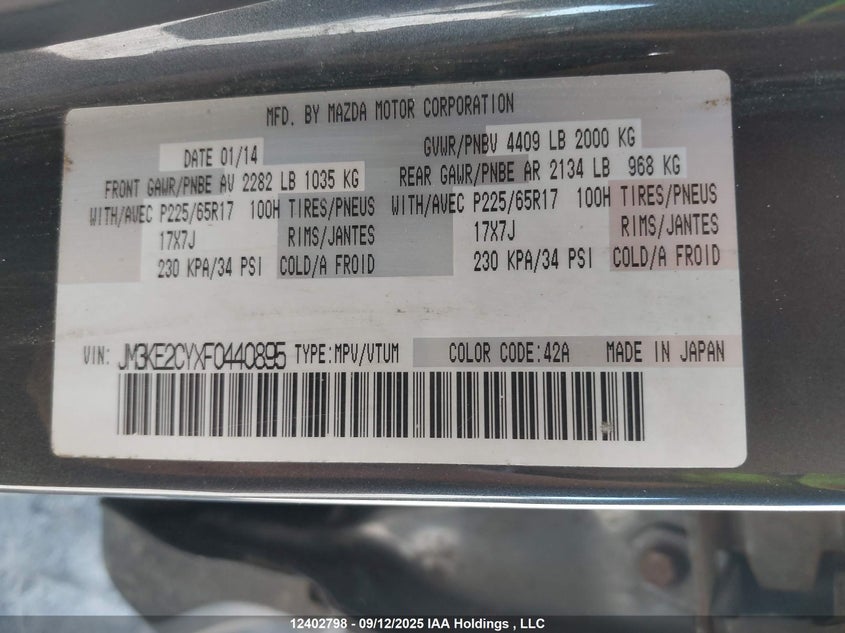 MFD. BY MAZDA MOTOR CORPORATION
DATE 01/14 GVWR/PNBV 4409 LB 2000 KG
FRONT GAWR/PNBE AV 2282 LB 1035 KG REAR GAWR/PNBE AR 2134 LB 968 KG
WITH/AVEC P225/65R17 100H TIRES/PNEUS WITH/AVEC P225/65R17 100H TIRES/PNEUS
17X7J RIMS/JANTES 17X7J RIMS/JANTES
230 KPA/34 PSI COLD/A FROID 230 KPA/34 PSI COLD/A FROID
VIN: JM3KE2CYXF0440895 TYPE:MPV/VTUM COLOR CODE:42A MADE IN JAPAN
12402798 - 09/12/2025 IAA Holdings , LLC